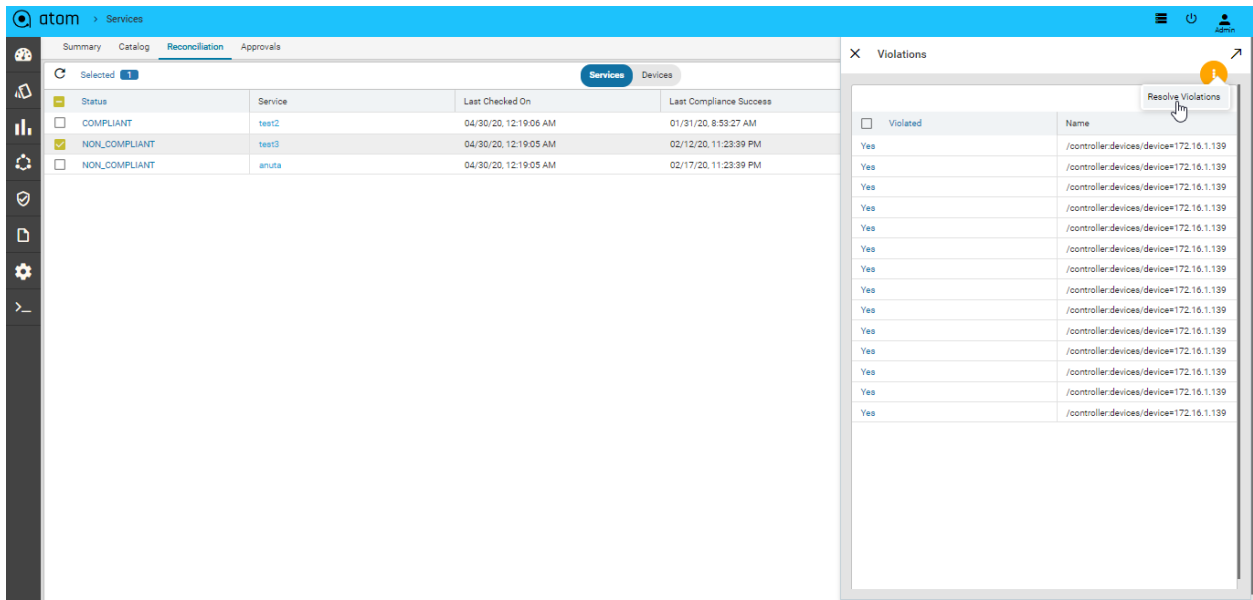 atom > Services
Admin
Summary Catalog Reconciliation Approvals
Selected 1 Services Devices
Status Service Last Checked On Last Compliance Success
COMPLIANT test2 04/30/20, 12:19:06 AM 01/31/20, 8:53:27 AM
NON_COMPLIANT test3 04/30/20, 12:19:05 AM 02/12/20, 11:23:39 PM
NON_COMPLIANT anuta 04/30/20, 12:19:05 AM 02/17/20, 11:23:39 PM
Violations
Resolve Violations
Violated Name
Yes /controller:devices/device=172.16.1.139
Yes /controller:devices/device=172.16.1.139
Yes /controller:devices/device=172.16.1.139
Yes /controller:devices/device=172.16.1.139
Yes /controller:devices/device=172.16.1.139
Yes /controller:devices/device=172.16.1.139
Yes /controller:devices/device=172.16.1.139
Yes /controller:devices/device=172.16.1.139
Yes /controller:devices/device=172.16.1.139
Yes /controller:devices/device=172.16.1.139
Yes /controller:devices/device=172.16.1.139
Yes /controller:devices/device=172.16.1.139
Yes /controller:devices/device=172.16.1.139
Yes /controller:devices/device=172.16.1.139